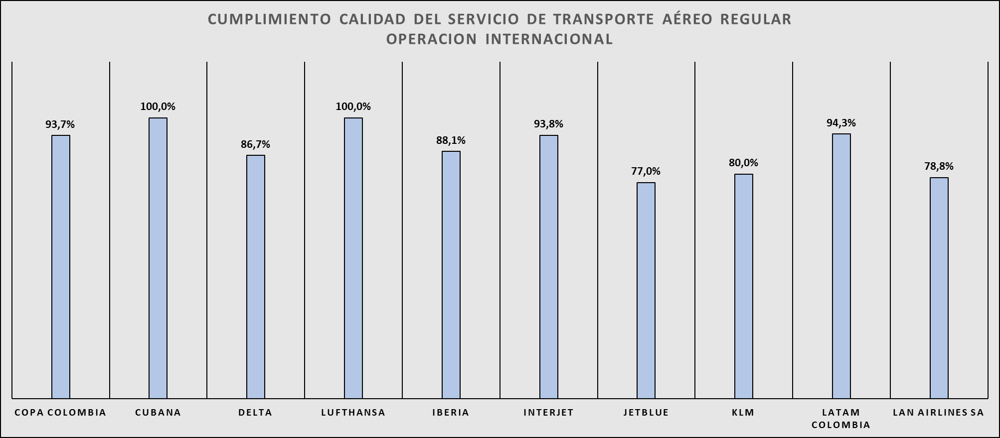 CUMPLIMIENTO CALIDAD DEL SERVICIO DE TRANSPORTE AÉREO REGULAR
OPERACION INTERNACIONAL
93,7%
100,0%
86,7%
100,0%
88,1%
93,8%
77,0%
80,0%
94,3%
78,8%
COPA COLOMBIA
CUBANA
DELTA
LUFTHANSA
IBERIA
INTERJET
JETBLUE
KLM
LATAM
COLOMBIA
LAN AIRLINES SA